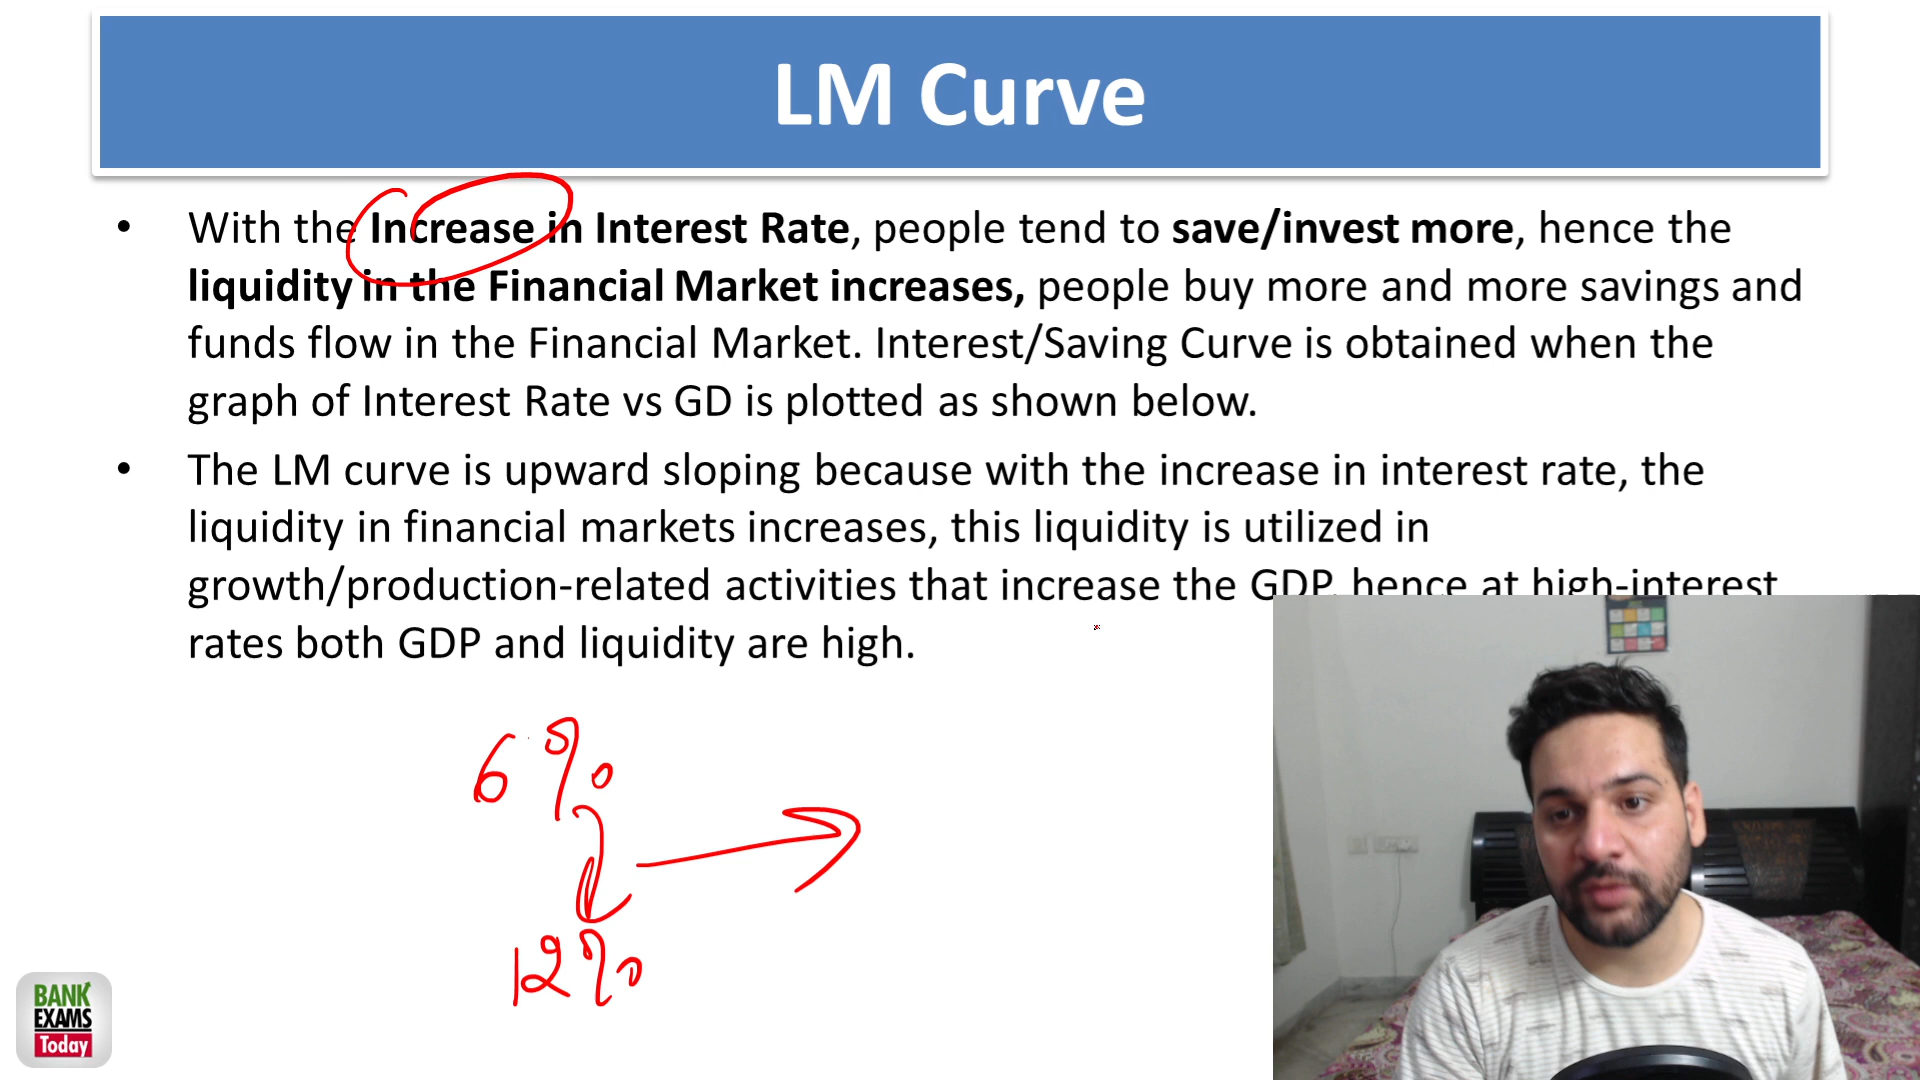 LM Curve
• With the Increase in Interest Rate, people tend to save/invest more, hence the
liquidity in the Financial Market increases, people buy more and more savings and
funds flow in the Financial Market. Interest/Saving Curve is obtained when the
graph of Interest Rate vs GD is plotted as shown below.
• The LM curve is upward sloping because with the increase in interest rate, the
liquidity in financial markets increases, this liquidity is utilized in
growth/production-related activities that increase the GDP, hence at high-interest
rates both GDP and liquidity are high.
6%
12%
BANK
EXAMS
Today